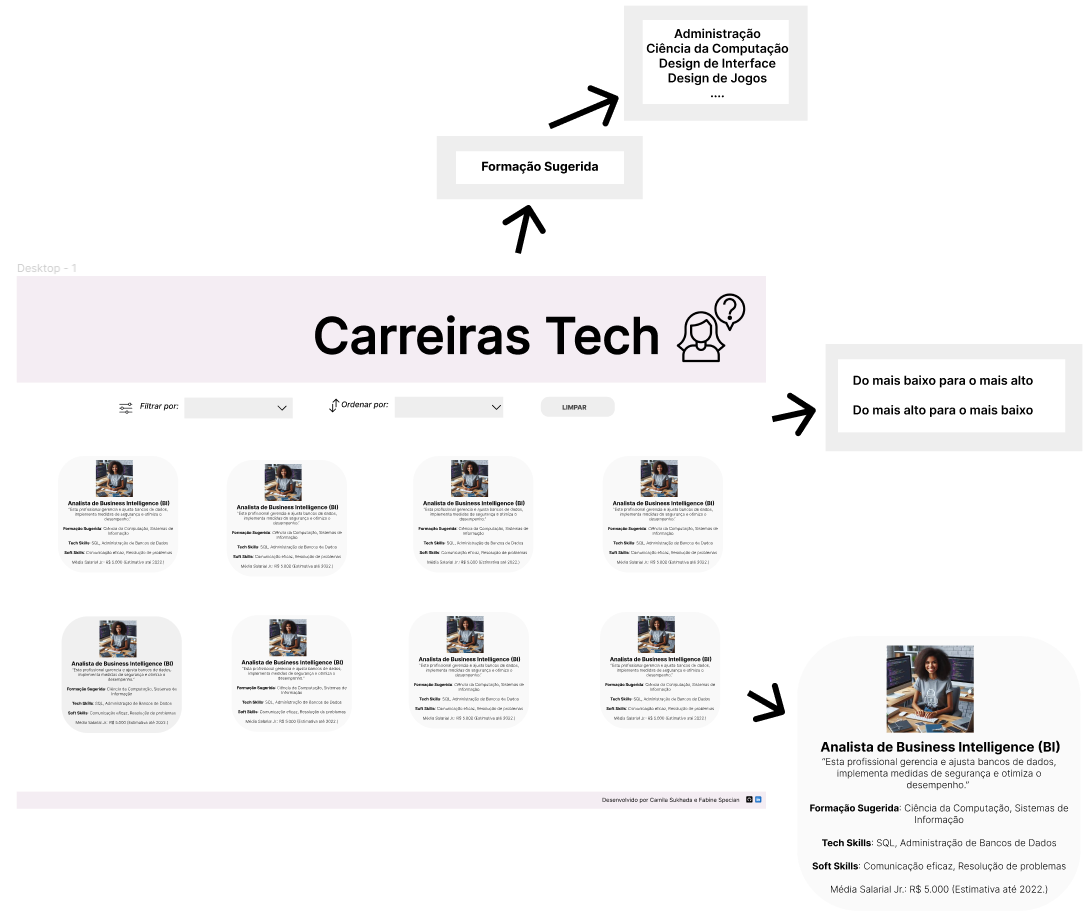 Administração
Ciência da Computação
Design de Interface
Design de Jogos
....
Formação Sugerida
Desktop - 1
Carreiras Tech
Filtrar por:
Ordenar por:
LIMPAR
Do mais baixo para o mais alto
Do mais alto para o mais baixo
Analista de Business Intelligence (BI)
"Esta profissional gerencia e ajusta bancos de dados,
implementa medidas de segurança e otimiza o
desempenho."
Formação Sugerida: Ciência da Computação, Sistemas de
Informação
Tech Skills: SQL, Administração de Bancos de Dados
Soft Skills: Comunicação eficaz, Resolução de problemas
Média Salarial Jr.: R$ 5.000 (Estimativa até 2022.)
Analista de Business Intelligence (BI)
"Esta profissional gerencia e ajusta bancos de dados,
implementa medidas de segurança e otimiza o
desempenho."
Formação Sugerida: Ciência da Computação, Sistemas de
Informação
Tech Skills: SQL, Administração de Bancos de Dados
Soft Skills: Comunicação eficaz, Resolução de problemas
Média Salarial Jr.: R$ 5.000 (Estimativa até 2022.)
Analista de Business Intelligence (BI)
"Esta profissional gerencia e ajusta bancos de dados,
implementa medidas de segurança e otimiza o
desempenho."
Formação Sugerida: Ciência da Computação, Sistemas de
Informação
Tech Skills: SQL, Administração de Bancos de Dados
Soft Skills: Comunicação eficaz, Resolução de problemas
Média Salarial Jr.: R$ 5.000 (Estimativa até 2022.)
Analista de Business Intelligence (BI)
"Esta profissional gerencia e ajusta bancos de dados,
implementa medidas de segurança e otimiza o
desempenho."
Formação Sugerida: Ciência da Computação, Sistemas de
Informação
Tech Skills: SQL, Administração de Bancos de Dados
Soft Skills: Comunicação eficaz, Resolução de problemas
Média Salarial Jr.: R$ 5.000 (Estimativa até 2022.)
Analista de Business Intelligence (BI)
"Esta profissional gerencia e ajusta bancos de dados,
implementa medidas de segurança e otimiza o
desempenho."
Formação Sugerida: Ciência da Computação, Sistemas de
Informação
Tech Skills: SQL, Administração de Bancos de Dados
Soft Skills: Comunicação eficaz, Resolução de problemas
Média Salarial Jr.: R$ 5.000 (Estimativa até 2022.)
Analista de Business Intelligence (BI)
"Esta profissional gerencia e ajusta bancos de dados,
implementa medidas de segurança e otimiza o
desempenho."
Formação Sugerida: Ciência da Computação, Sistemas de
Informação
Tech Skills: SQL, Administração de Bancos de Dados
Soft Skills: Comunicação eficaz, Resolução de problemas
Média Salarial Jr.: R$ 5.000 (Estimativa até 2022.)
Analista de Business Intelligence (BI)
"Esta profissional gerencia e ajusta bancos de dados,
implementa medidas de segurança e otimiza o
desempenho."
Formação Sugerida: Ciência da Computação, Sistemas de
Informação
Tech Skills: SQL, Administração de Bancos de Dados
Soft Skills: Comunicação eficaz, Resolução de problemas
Média Salarial Jr.: R$ 5.000 (Estimativa até 2022.)
Analista de Business Intelligence (BI)
"Esta profissional gerencia e ajusta bancos de dados,
implementa medidas de segurança e otimiza o
desempenho."
Formação Sugerida: Ciência da Computação, Sistemas de
Informação
Tech Skills: SQL, Administração de Bancos de Dados
Soft Skills: Comunicação eficaz, Resolução de problemas
Média Salarial Jr.: R$ 5.000 (Estimativa até 2022.)
Desenvolvido por Camila Sukhada e Fabine Specian
Analista de Business Intelligence (BI)
"Esta profissional gerencia e ajusta bancos de dados,
implementa medidas de segurança e otimiza o
desempenho."
Formação Sugerida: Ciência da Computação, Sistemas de
Informação
Tech Skills: SQL, Administração de Bancos de Dados
Soft Skills: Comunicação eficaz, Resolução de problemas
Média Salarial Jr.: R$ 5.000 (Estimativa até 2022.)